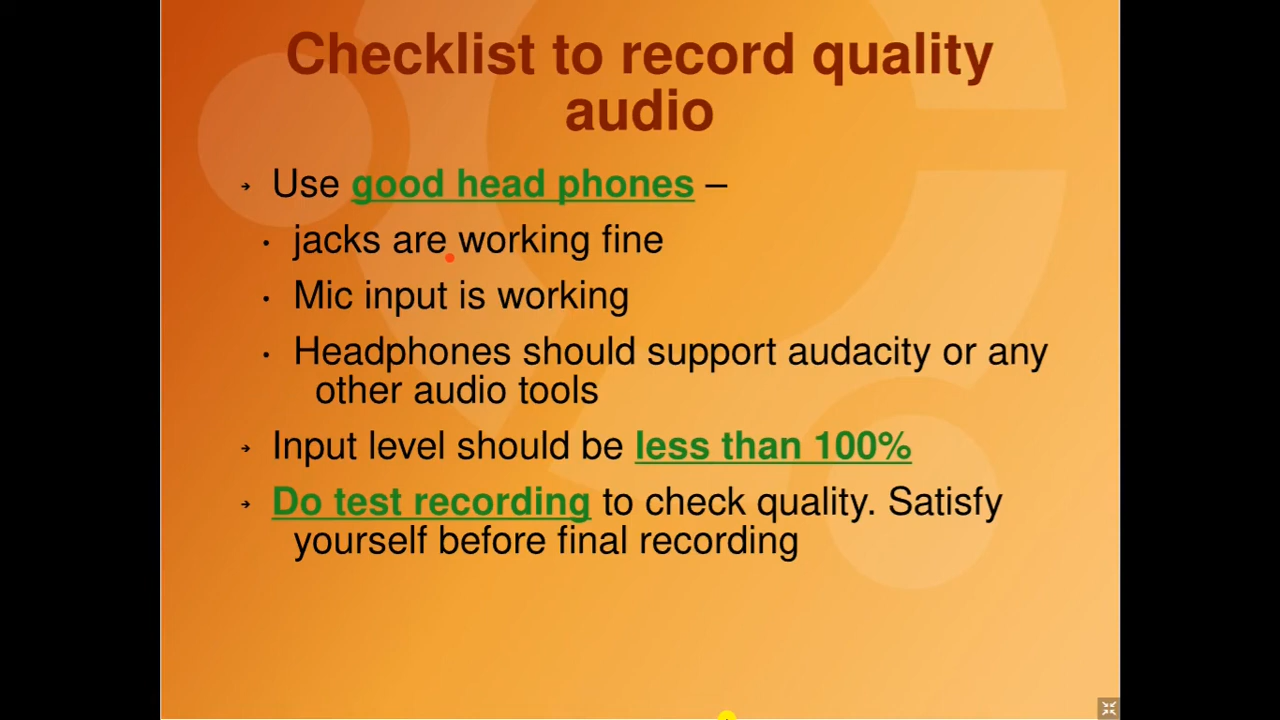 Checklist to record quality
audio
Use good head phones –
jacks are working fine
Mic input is working
Headphones should support audacity or any
other audio tools
Input level should be less than 100%
Do test recording to check quality. Satisfy
yourself before final recording